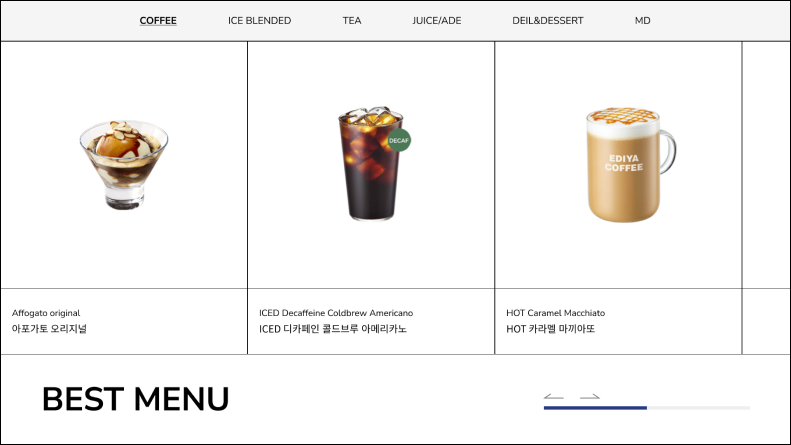 COFFEE
ICE BLENDED
TEA
JUICE/ADE
DEIL&DESSERT
MD
DECAF
EDIYA
COFFEE
Affogato original
아포가토 오리지널
ICED Decaffeine Coldbrew Americano
ICED 디카페인 콜드브루 아메리카노
HOT Caramel Macchiato
HOT 카라멜 마끼아또
BEST MENU